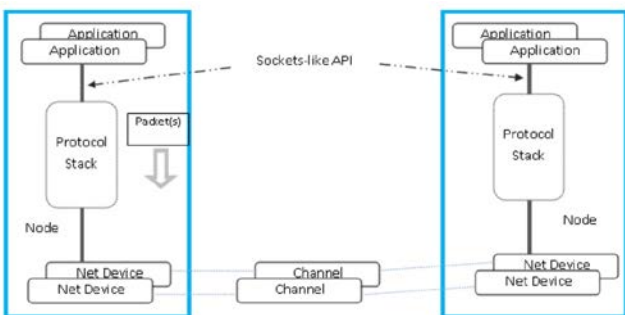 Application
Application
Sockets-like API
Packet(s)
Protocol
Stack
Node
Net Device
Net Device
Channel
Channel
Application
Application
Protocol
Stack
Node
Net Device
Net Device